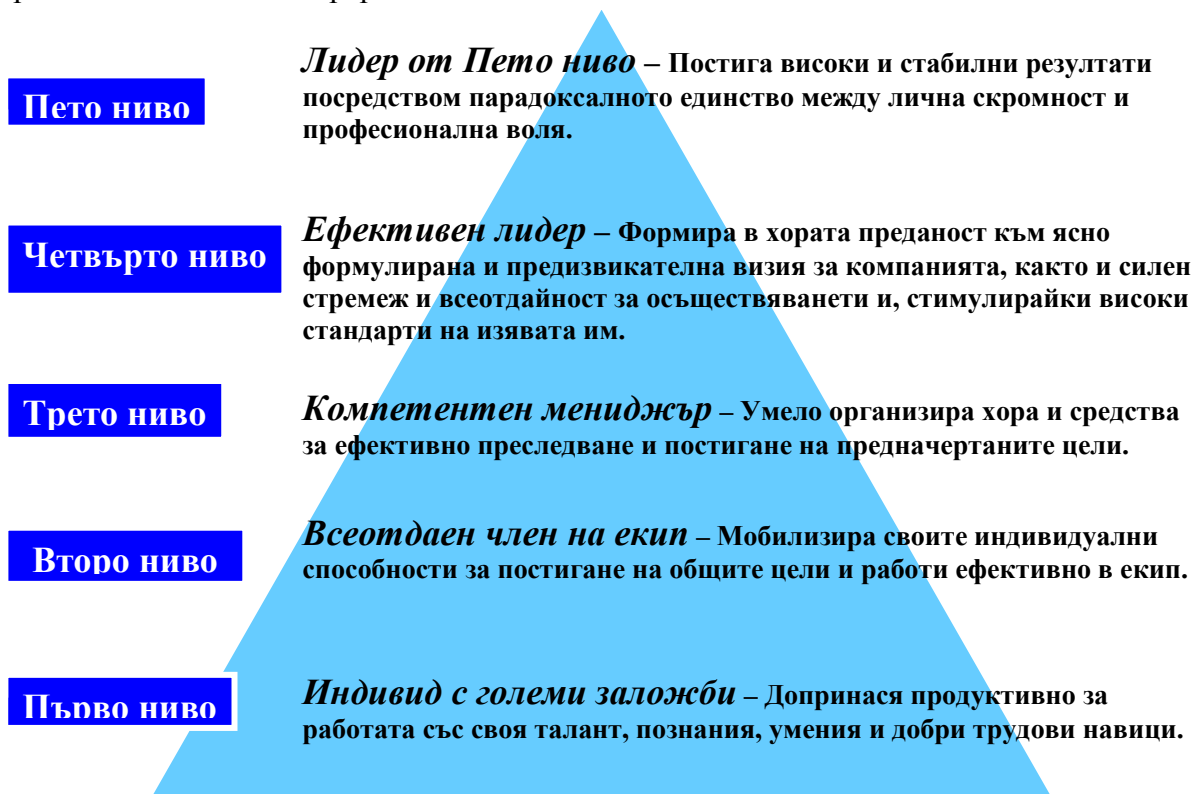 Лидер от Пето ниво – Постига високи и стабилни резултати
Пето ниво
посредством парадоксалното единство между лична скромност и
професионална воля.
Ефективен лидер – Формира в хората преданост към ясно
Четвърто ниво
формулирана и предизвикателна визия за компанията, както и силен
стремеж и всеотдайност за осъществяванети и, стимулирайки високи
стандарти на изявата им.
Трето ниво
Компетентен мениджър – Умело организира хора и средства
за ефективно преследване и постигане на предначертаните цели.
Второ ниво
Всеотдаен член на екип – Мобилизира своите индивидуални
способности за постигане на общите цели и работи ефективно в екип.
Първо ниво
Индивид с големи заложби – Допринася продуктивно за
работата със своя талант, познания, умения и добри трудови навици.